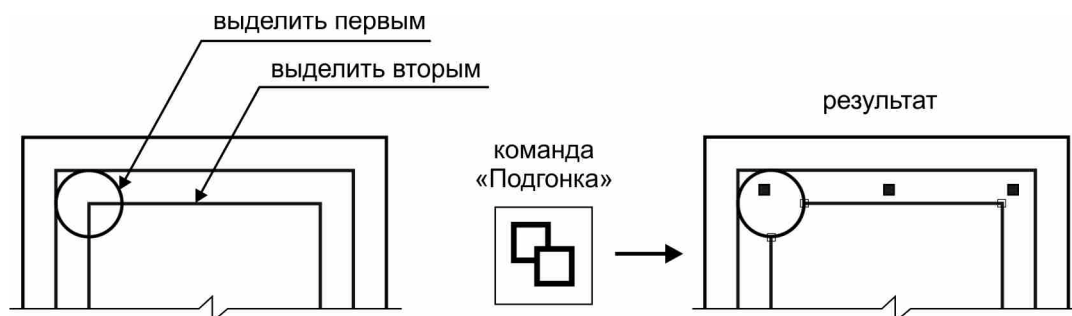 выделить первым
выделить вторым
результат
команда
«Подгонка»